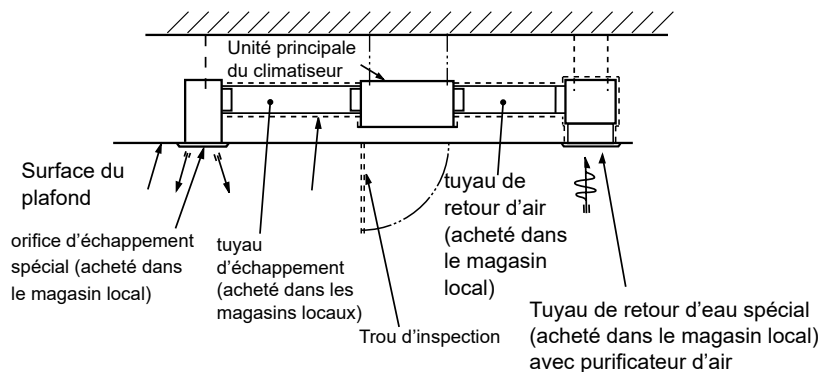 Unité principale
du climatiseur
Surface du
plafond
orifice d'échappement
spécial (acheté dans
le magasin local)
tuyau
d'échappement
(acheté dans les
magasins locaux)
Trou d'inspection
tuyau de
retour d'air
(acheté dans
le magasin
local)
Tuyau de retour d'eau spécial
(acheté dans le magasin local)
avec purificateur d'air